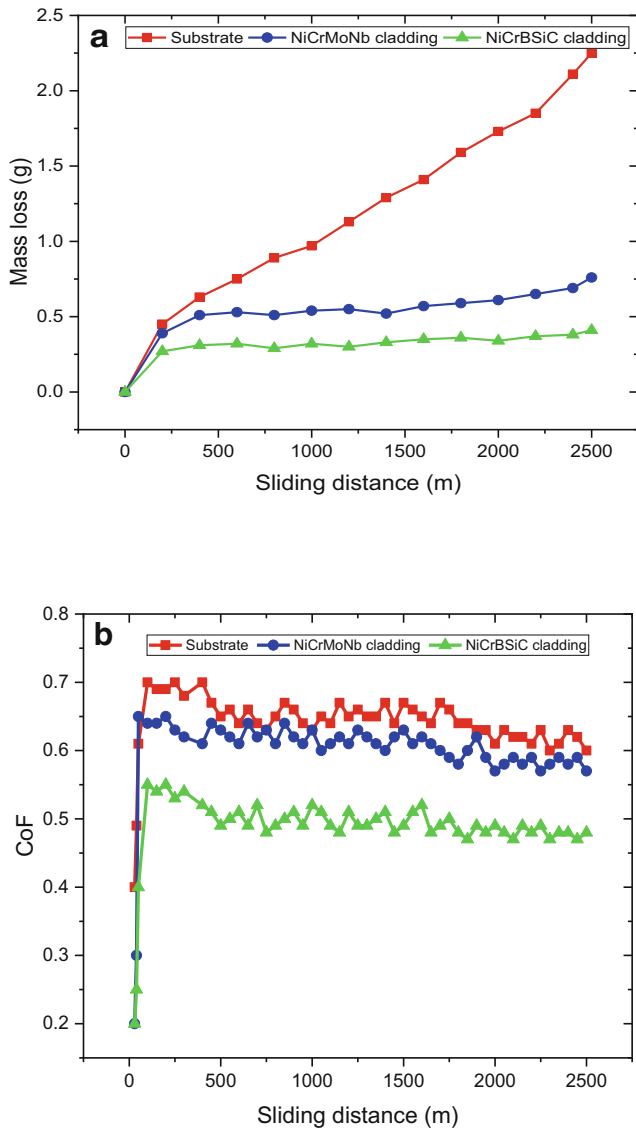 a
Substrate NiCrMoNb cladding NiCrBSiC cladding
2.5
2.0
1.5
1.0
0.5
0.0
Mass loss (g)
0 500 1000 1500 2000 2500
Sliding distance (m)
b
Substrate NiCrMoNb cladding NiCrBSiC cladding
0.8
0.7
0.6
0.5
0.4
0.3
0.2
CoF
0 500 1000 1500 2000 2500
Sliding distance (m)